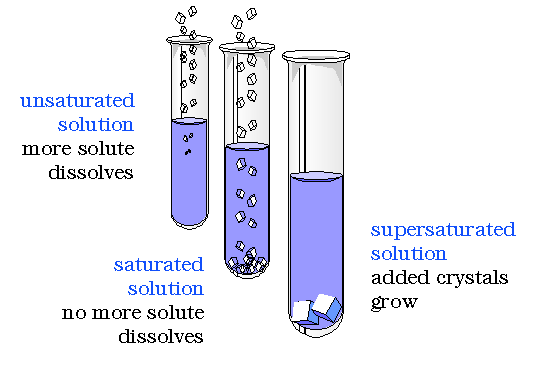 unsaturated
solution
more solute
dissolves
saturated
solution
no more solute
dissolves
supersaturated
solution
added crystals
grow